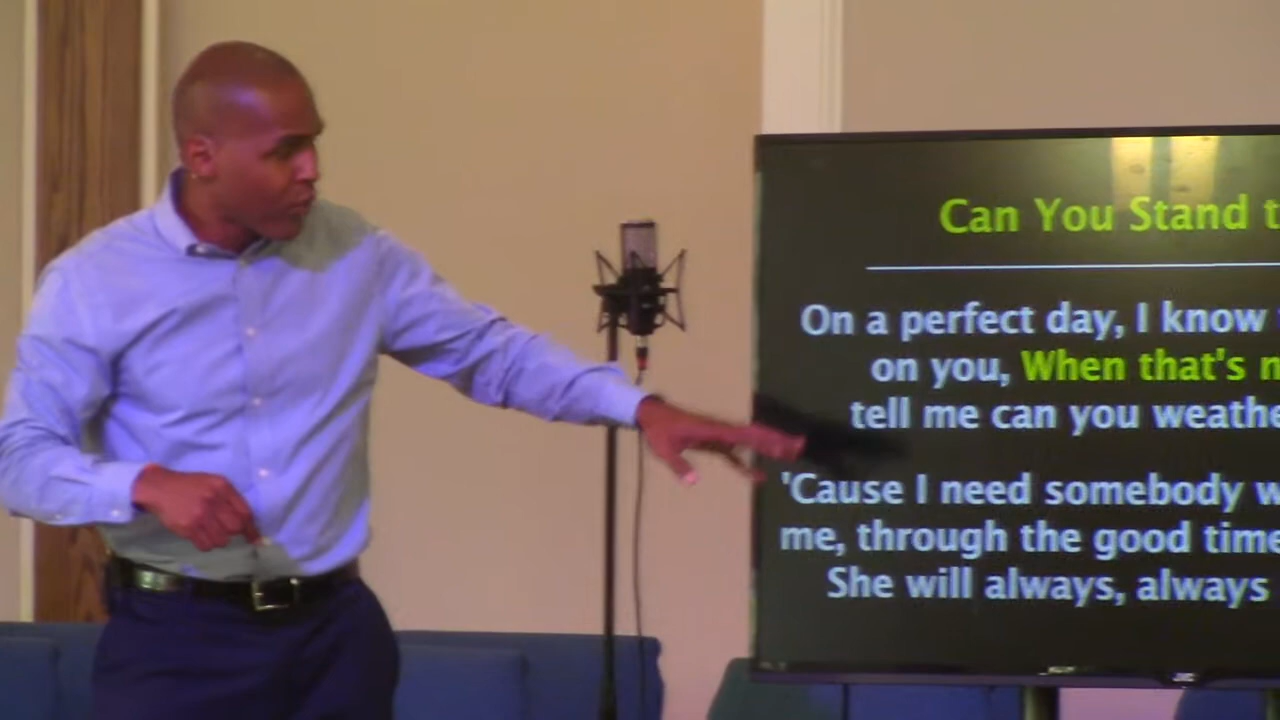 Can You Stand t
On a perfect day, I know
on you, When that's n
tell me can you weathe
'Cause I need somebody w
me, through the good time
She will always, always
JVC